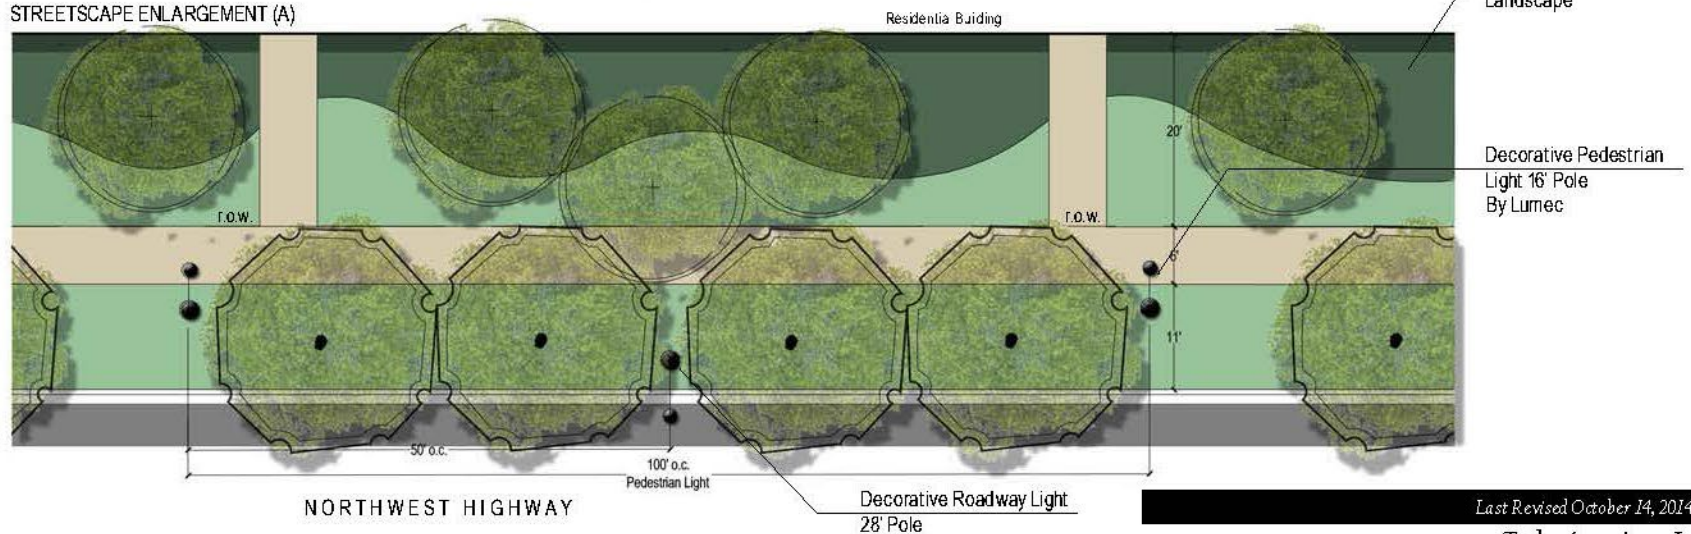 STREETSCAPE ENLARGEMENT (A)
Residentia Buiding
Landscape
20'
Decorative Pedestrian
Light 16' Pole
By Lumec
r.o.w.
r.o.w.
6'
11'
50' o.c.
100' o.c.
Pedestrian Light
NORTHWEST HIGHWAY
Decorative Roadway Light
28' Pole
Last Revised October 14, 2014